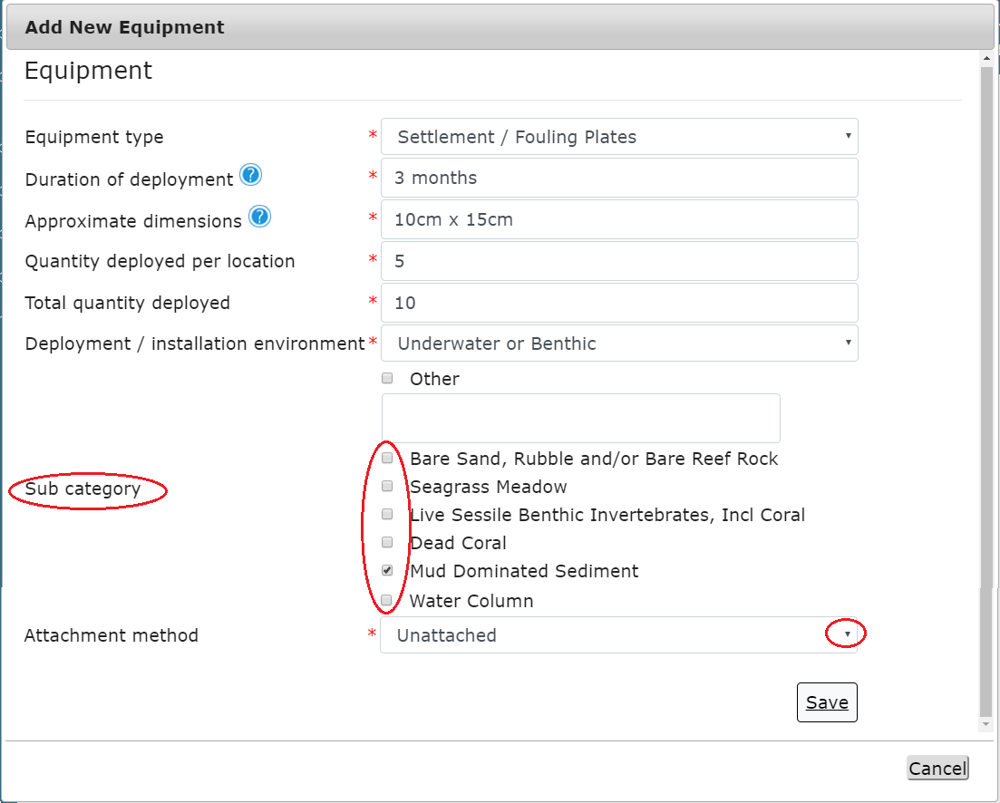 Add New Equipment
Equipment
Equipment type * Settlement / Fouling Plates
Duration of deployment ? * 3 months
Approximate dimensions ? * 10cm x 15cm
Quantity deployed per location * 5
Total quantity deployed * 10
Deployment / installation environment * Underwater or Benthic
Other
Bare Sand, Rubble and/or Bare Reef Rock
Sub category Seagrass Meadow
Live Sessile Benthic Invertebrates, Incl Coral
Dead Coral
Mud Dominated Sediment
Water Column
Attachment method * Unattached
Save
Cancel